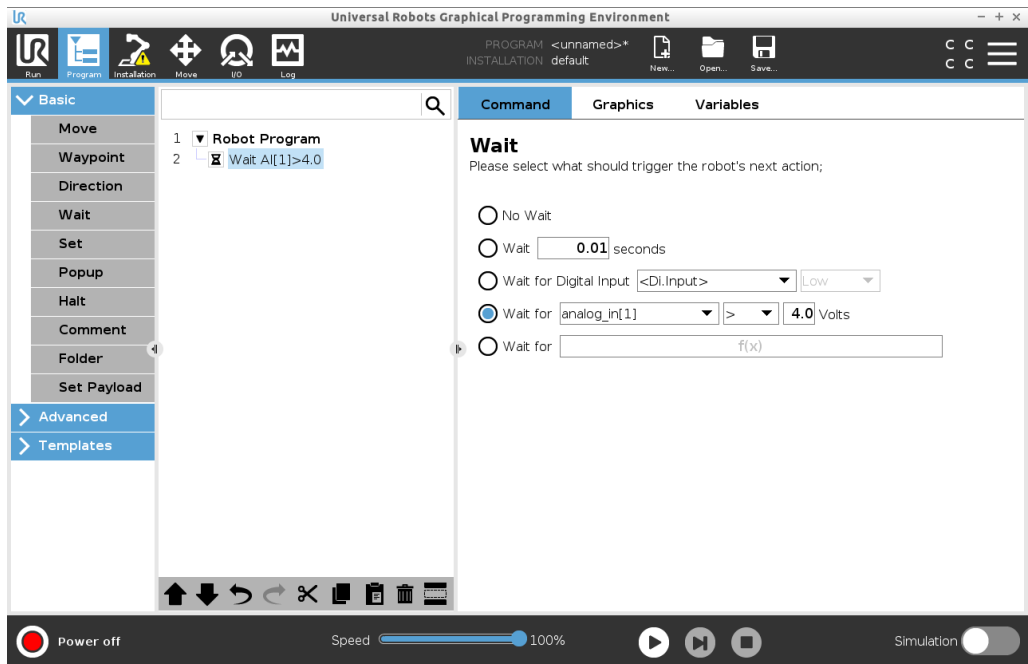 UR
Universal Robots Graphical Programming Environment
UR
Run
Program
Installation
Move
I/O
Log
PROGRAM <unnamed>*
INSTALLATION default
New...
Open...
Save...
C C
C C
Basic
Move
Waypoint
Direction
Wait
Set
Popup
Halt
Comment
Folder
Set Payload
Advanced
Templates
1 Robot Program
2 Wait AI[1]>4.0
Command Graphics Variables
Wait
Please select what should trigger the robot's next action;
No Wait
Wait 0.01 seconds
Wait for Digital Input <Di.Input> Low
Wait for analog_in[1] > 4.0 Volts
Wait for f(x)
Power off
Speed 100%
Simulation